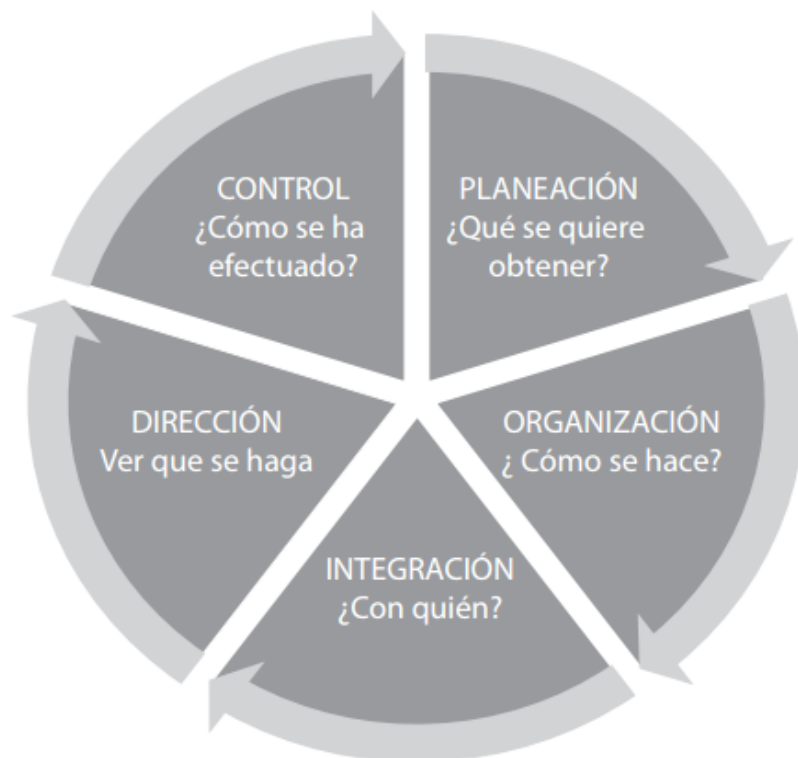 CONTROL
¿Cómo se ha
efectuado?
PLANEACIÓN
¿Qué se quiere
obtener?
DIRECCIÓN
Ver que se haga
ORGANIZACIÓN
¿ Cómo se hace?
INTEGRACIÓN
¿Con quién?